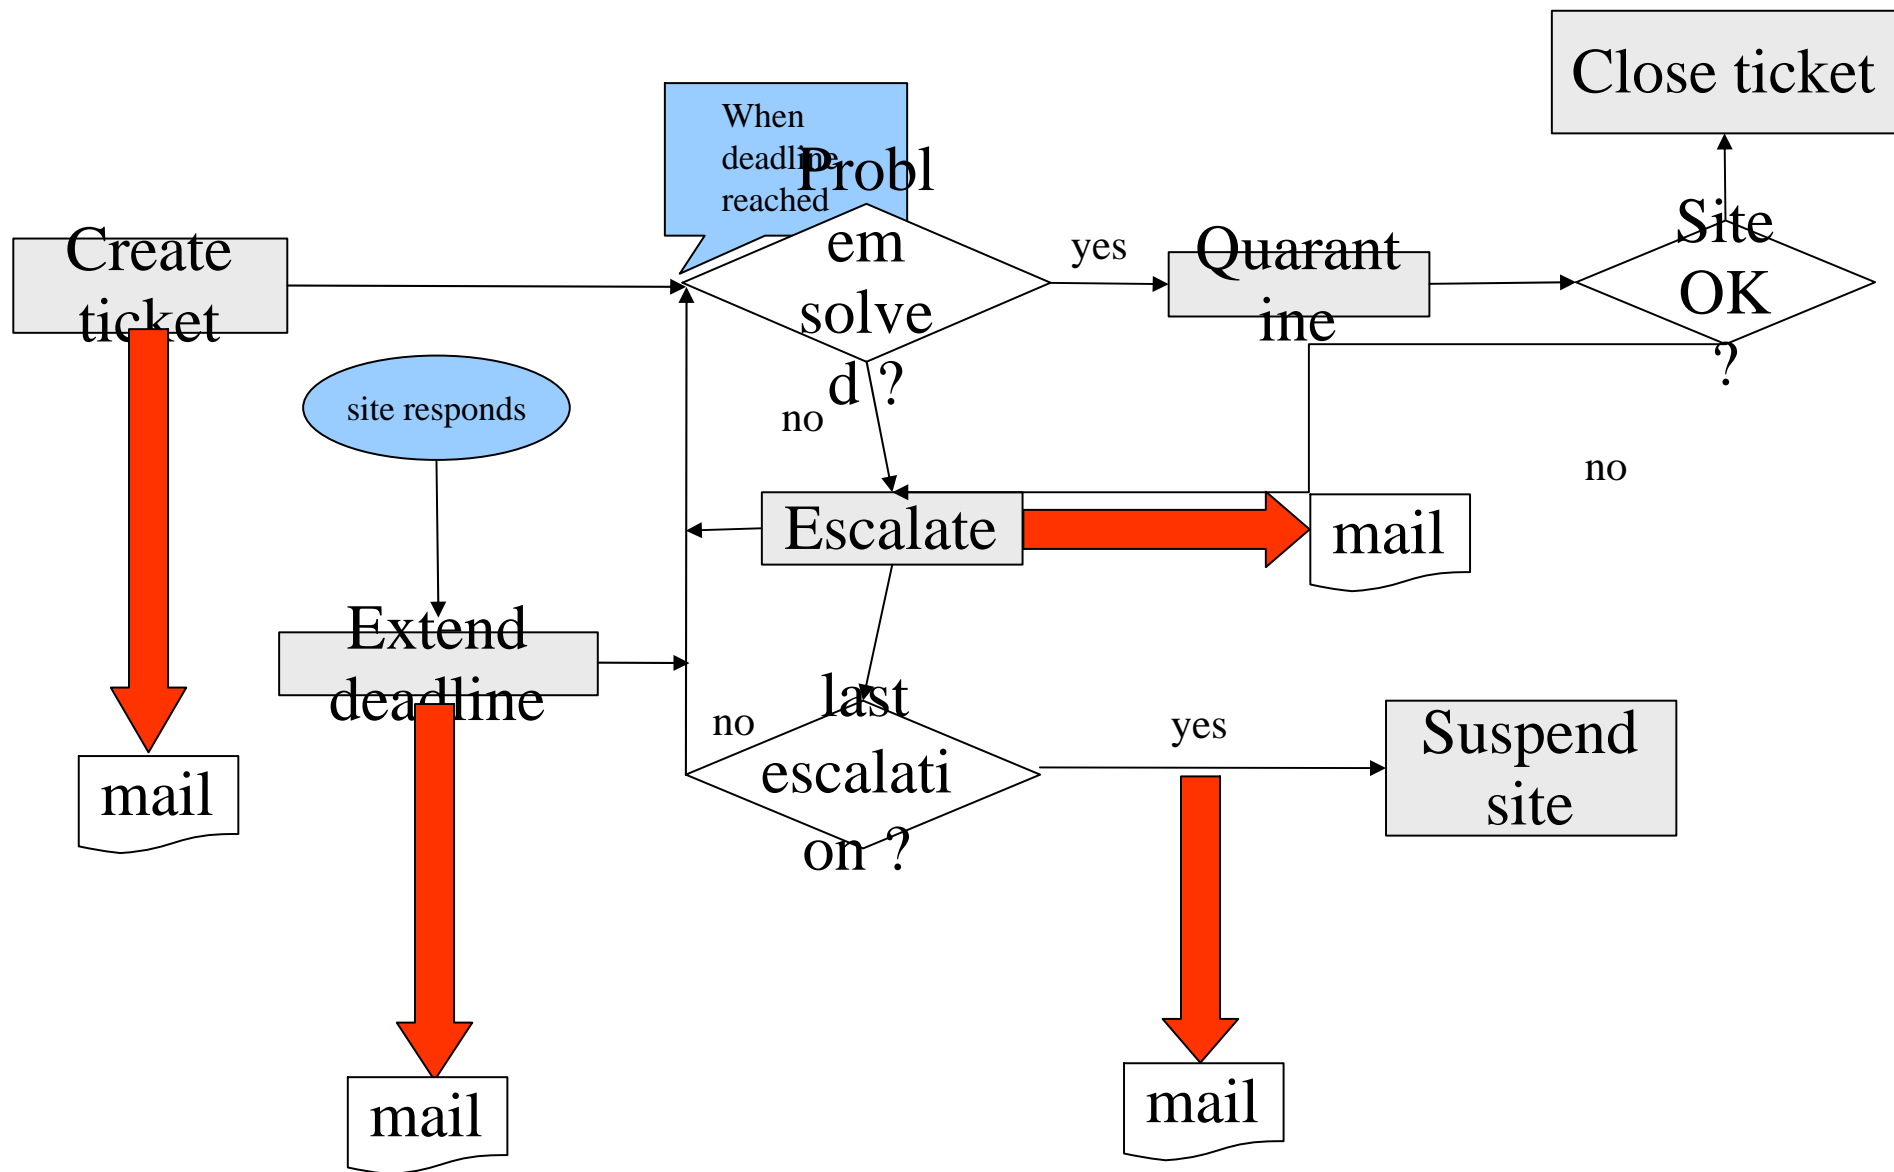 Close ticket
When
deadline
reached
Probl
em
solve
d ?
Create
ticket
yes
Quarant
ine
Site
OK
?
site responds
no
no
Escalate
mail
Extend
deadline
no
last
escalati
on ?
yes
Suspend
site
mail
mail
mail